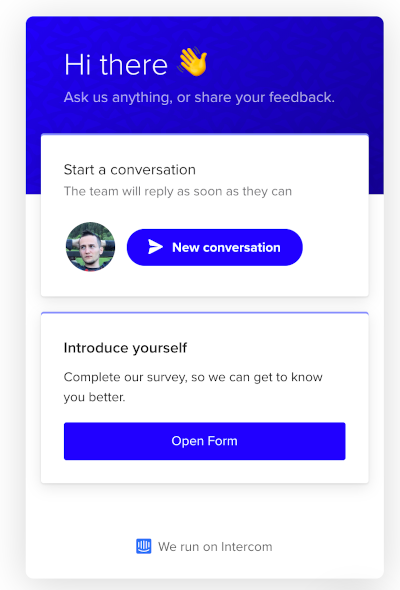 Hi there 👋
Ask us anything, or share your feedback.
Start a conversation
The team will reply as soon as they can
New conversation
Introduce yourself
Complete our survey, so we can get to know
you better.
Open Form
We run on Intercom